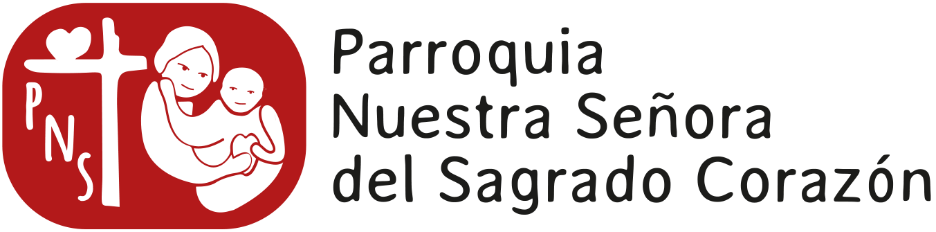 PNS
Parroquia
Nuestra Señora
del Sagrado Corazón